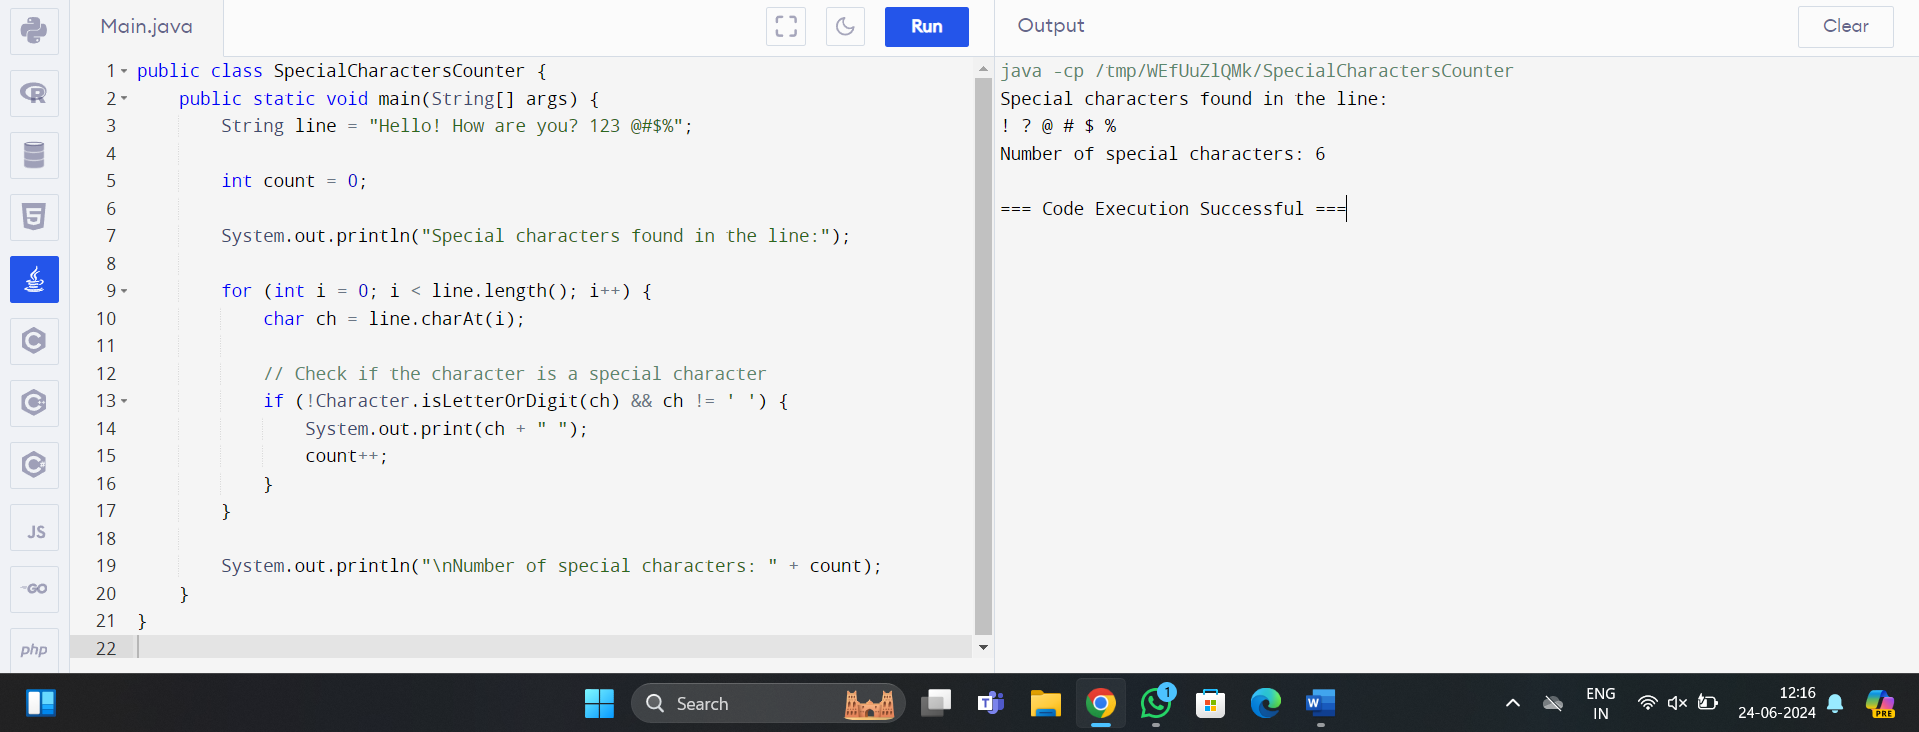 Main.java
Run
Output
Clear
1 public class SpecialCharactersCounter {
2     public static void main(String[] args) {
3         String line = "Hello! How are you? 123 @#$%";
4
5         int count = 0;
6
7         System.out.println("Special characters found in the line:");
8
9         for (int i = 0; i < line.length(); i++) {
10             char ch = line.charAt(i);
11
12             // Check if the character is a special character
13             if (!Character.isLetterOrDigit(ch) && ch != ' ') {
14                 System.out.print(ch + " ");
15                 count++;
16             }
17         }
18
19         System.out.println("\nNumber of special characters: " + count);
20     }
21 }
22
java -cp /tmp/WEfUuZlQMk/SpecialCharactersCounter
Special characters found in the line:
! ? @ # $ %
Number of special characters: 6
=== Code Execution Successful ===
JS
GO
php
Search
1
ENG
IN
12:16
24-06-2024
PRE